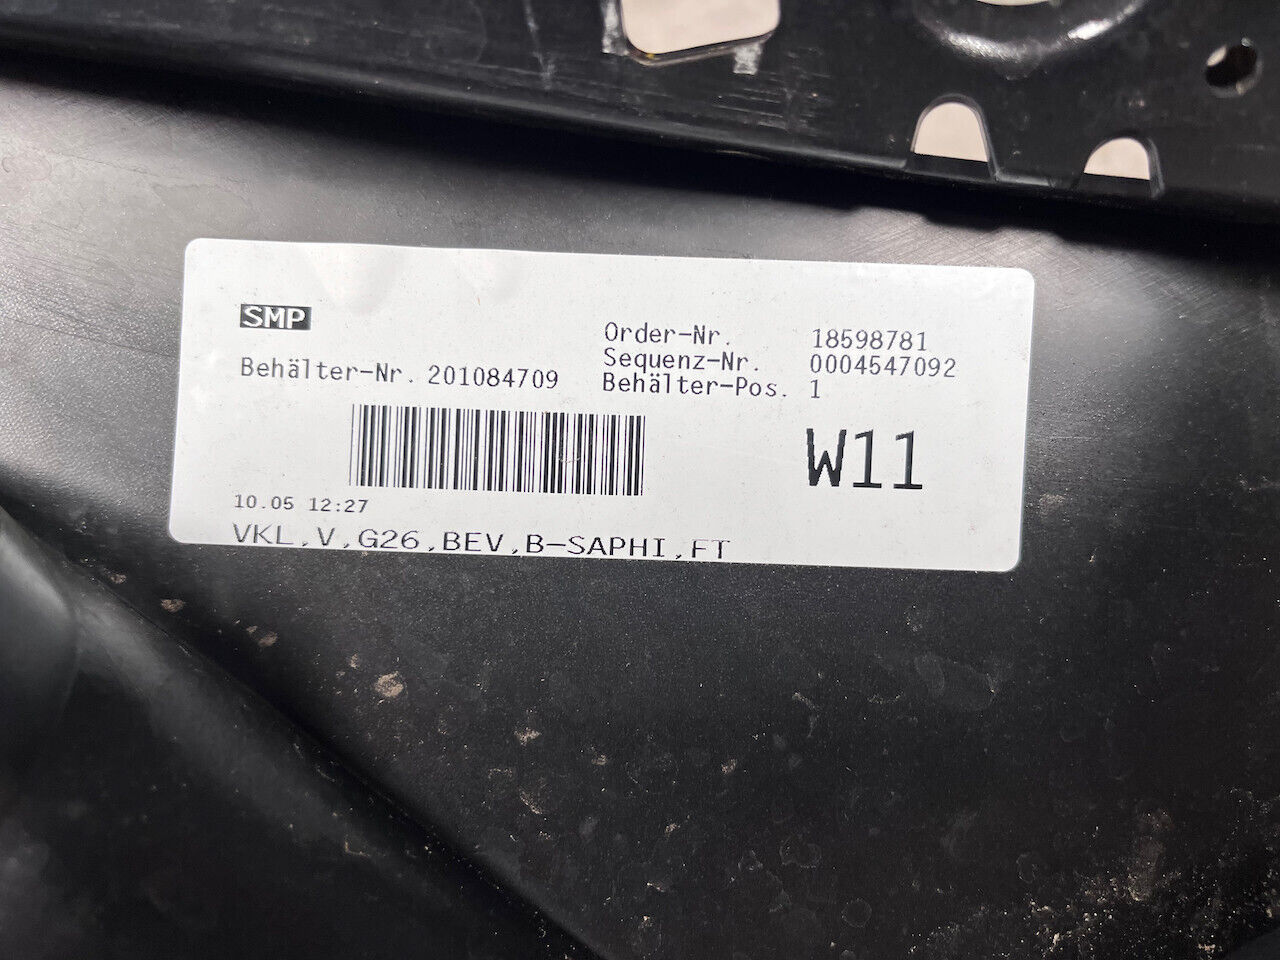 SMP
Order-Nr. 18598781
Sequenz-Nr. 0004547092
Behälter-Nr. 201084709
Behälter-Pos. 1
W11
10.05 12:27
VKL,V,G26,BEV,B-SAPHI,FT